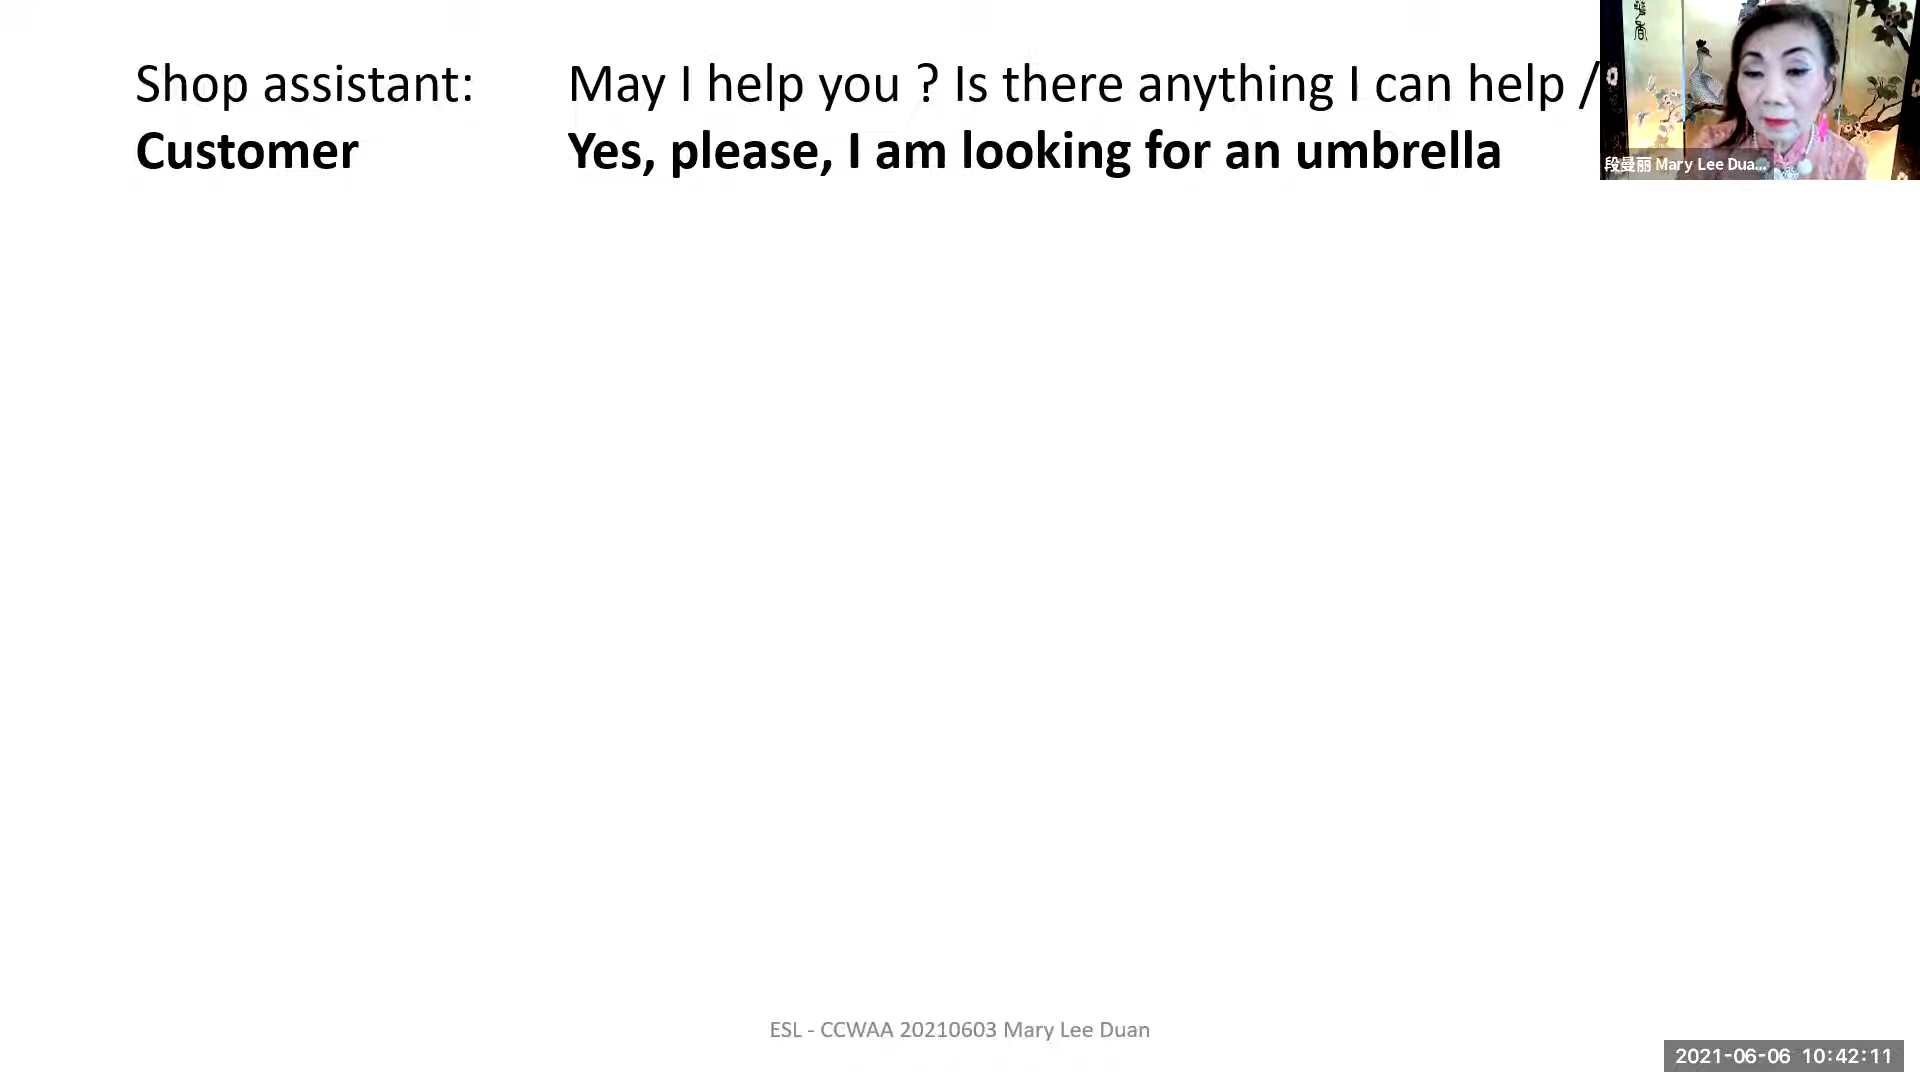 Shop assistant: May I help you ? Is there anything I can help /
Customer Yes, please, I am looking for an umbrella
段曼丽 Mary Lee Dua...
ESL - CCWAA 20210603 Mary Lee Duan
2021-06-06 10:42:11